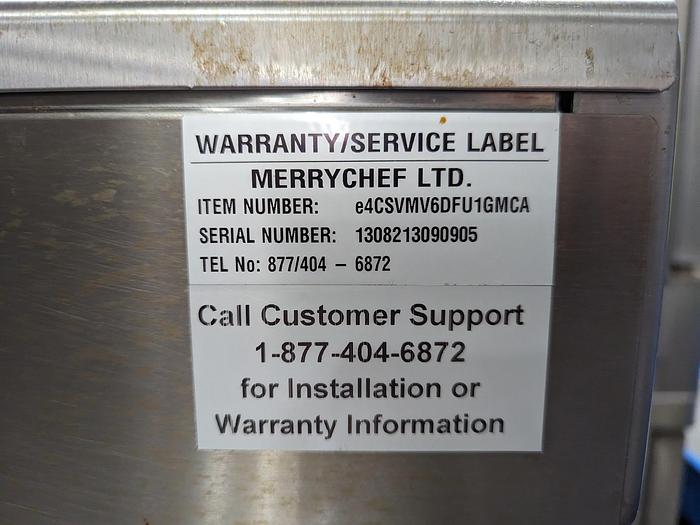 WARRANTY/SERVICE LABEL
MERRYCHEF LTD.
ITEM NUMBER: e4CSVMV6DFU1GMCA
SERIAL NUMBER: 1308213090905
TEL No: 877/404 – 6872
Call Customer Support
1-877-404-6872
for Installation or
Warranty Information